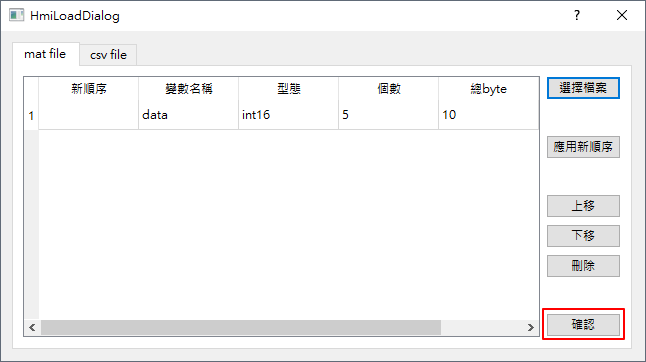 HmiLoadDialog
mat file csv file
新順序 變數名稱 型態 個數 總byte
1 data int16 5 10
選擇檔案
應用新順序
上移
下移
刪除
確認